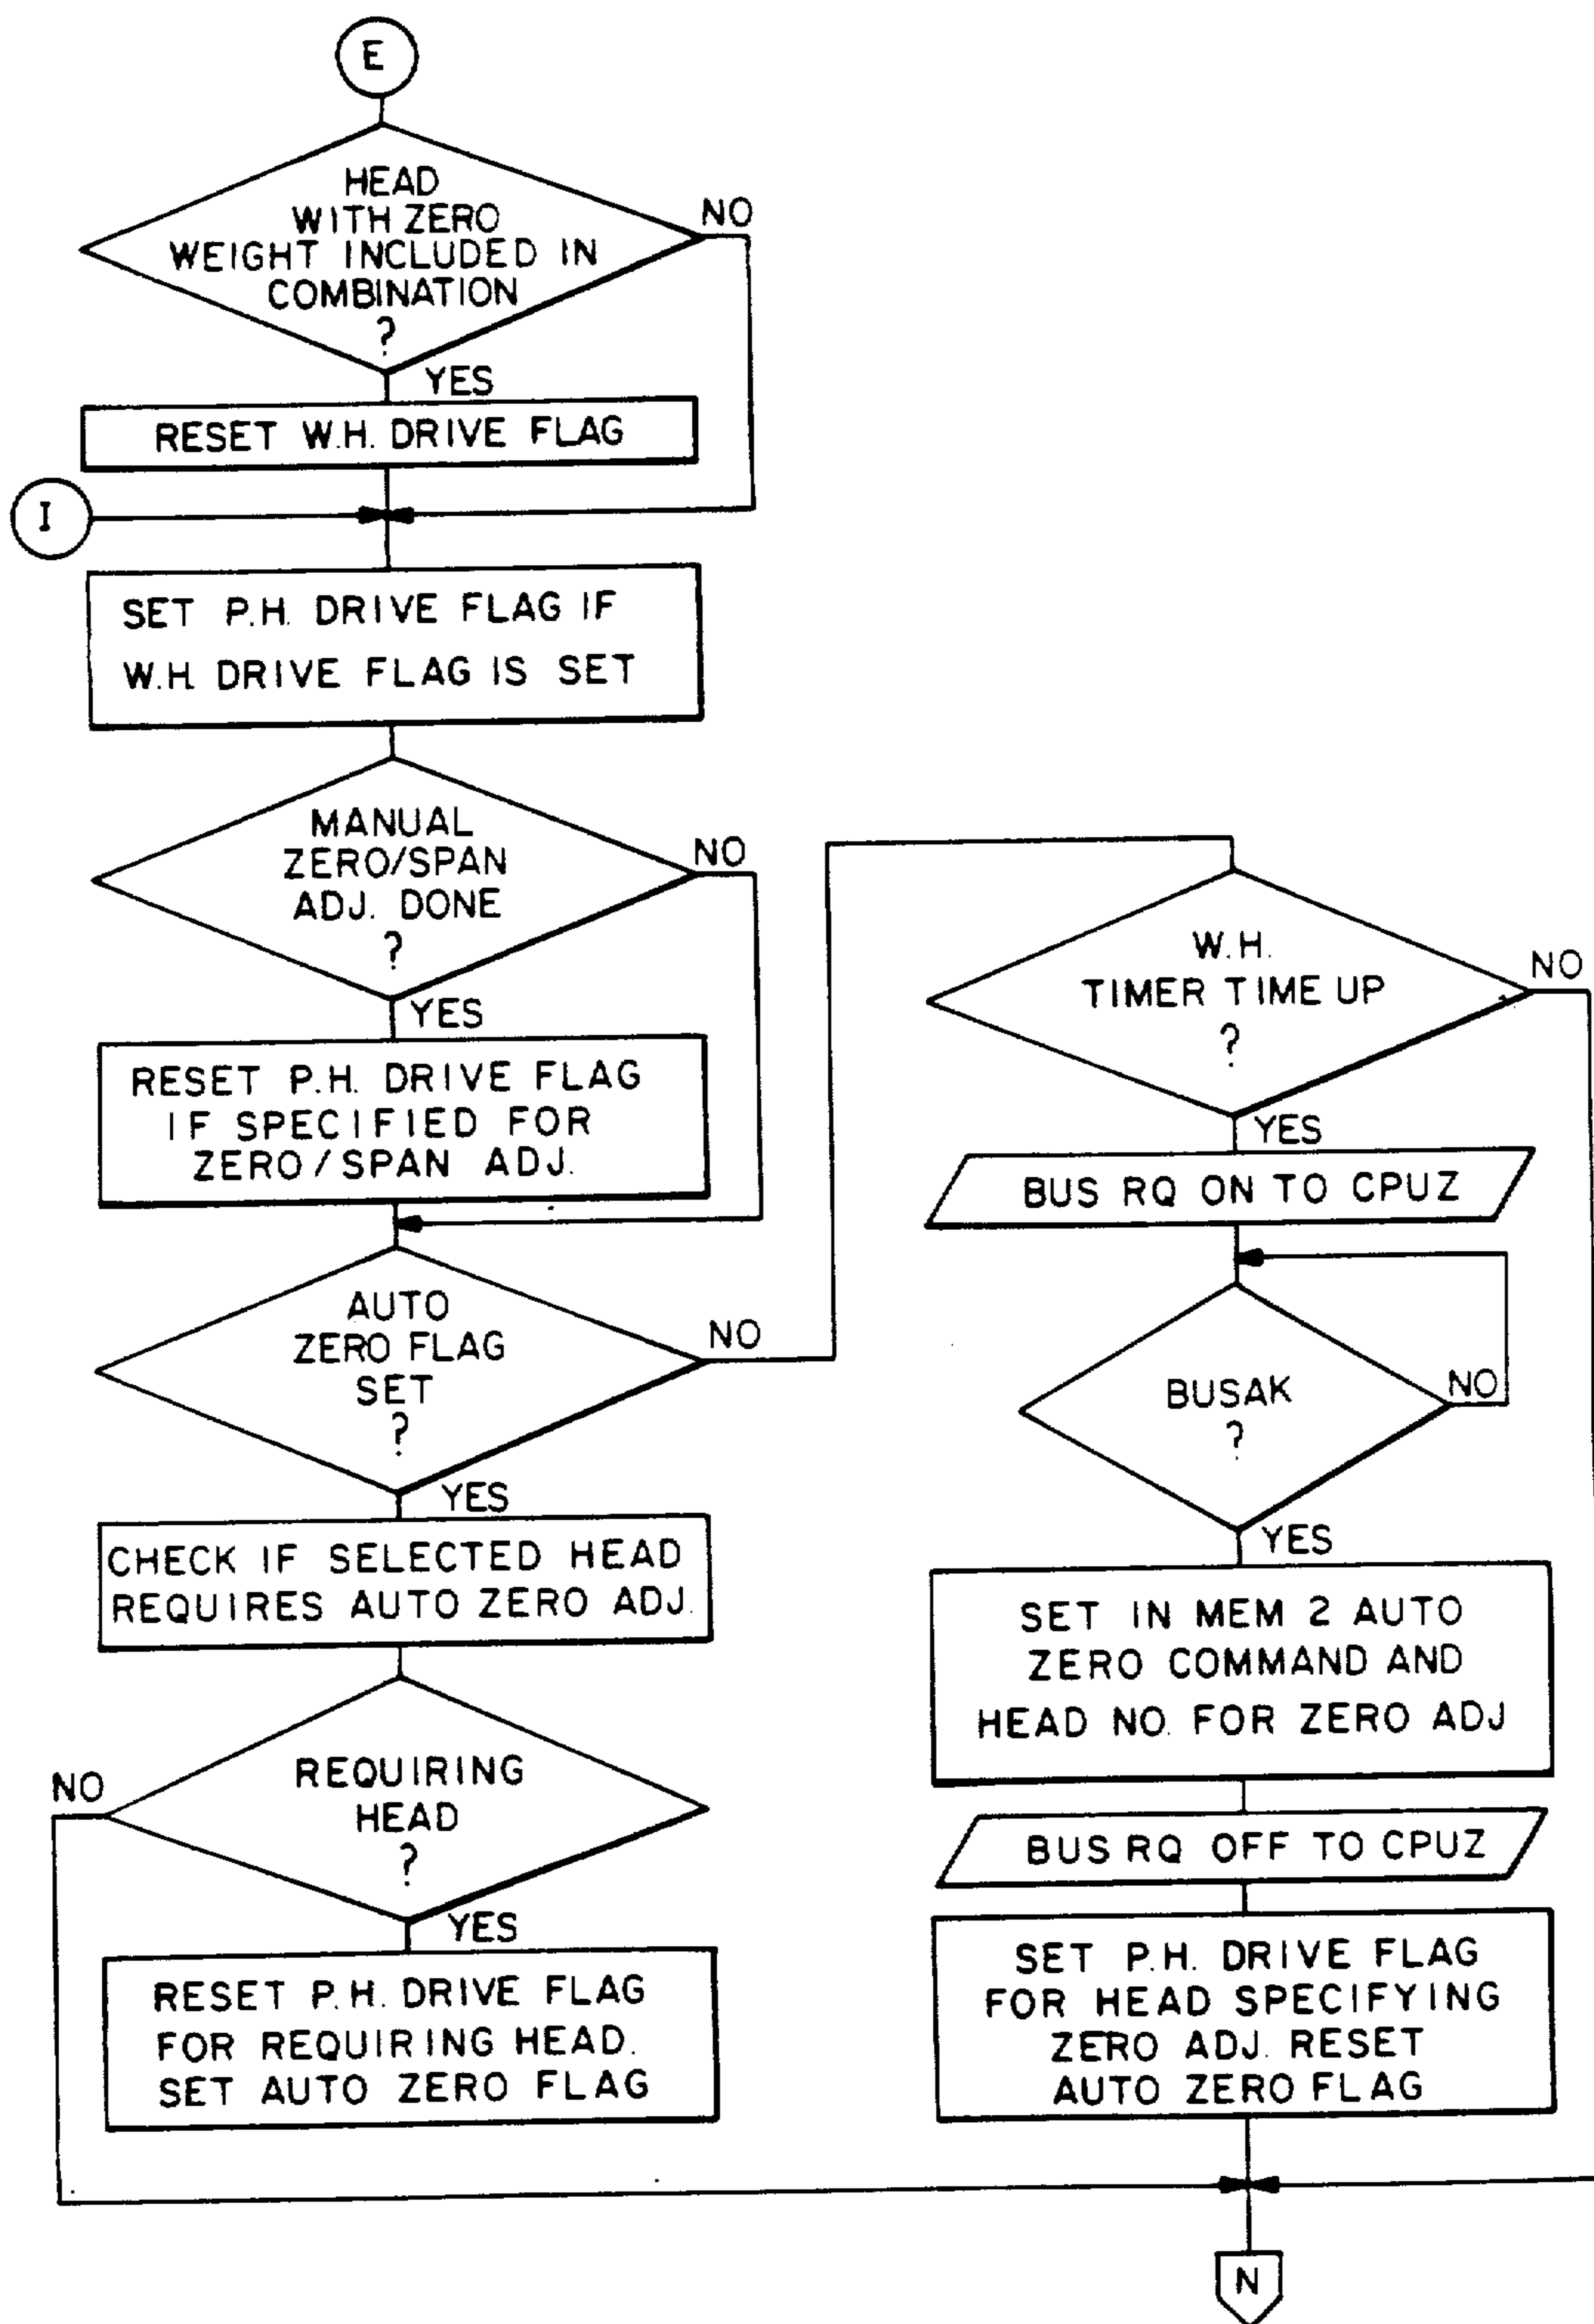 E
HEAD
WITH ZERO
WEIGHT INCLUDED IN
COMBINATION
?
NO
YES
RESET W.H. DRIVE FLAG
I
SET P.H. DRIVE FLAG IF
W.H. DRIVE FLAG IS SET
MANUAL
ZERO/SPAN
ADJ. DONE
?
NO
YES
RESET P.H. DRIVE FLAG
IF SPECIFIED FOR
ZERO/SPAN ADJ.
AUTO
ZERO FLAG
SET
?
NO
YES
CHECK IF SELECTED HEAD
REQUIRES AUTO ZERO ADJ.
REQUIRING
HEAD
?
NO
YES
RESET P.H. DRIVE FLAG
FOR REQUIRING HEAD.
SET AUTO ZERO FLAG
W.H.
TIMER TIME UP
?
NO
YES
BUS RQ ON TO CPUZ
BUSAK
?
NO
YES
SET IN MEM 2 AUTO
ZERO COMMAND AND
HEAD NO. FOR ZERO ADJ
BUS RQ OFF TO CPUZ
SET P.H. DRIVE FLAG
FOR HEAD SPECIFYING
ZERO ADJ. RESET
AUTO ZERO FLAG
N